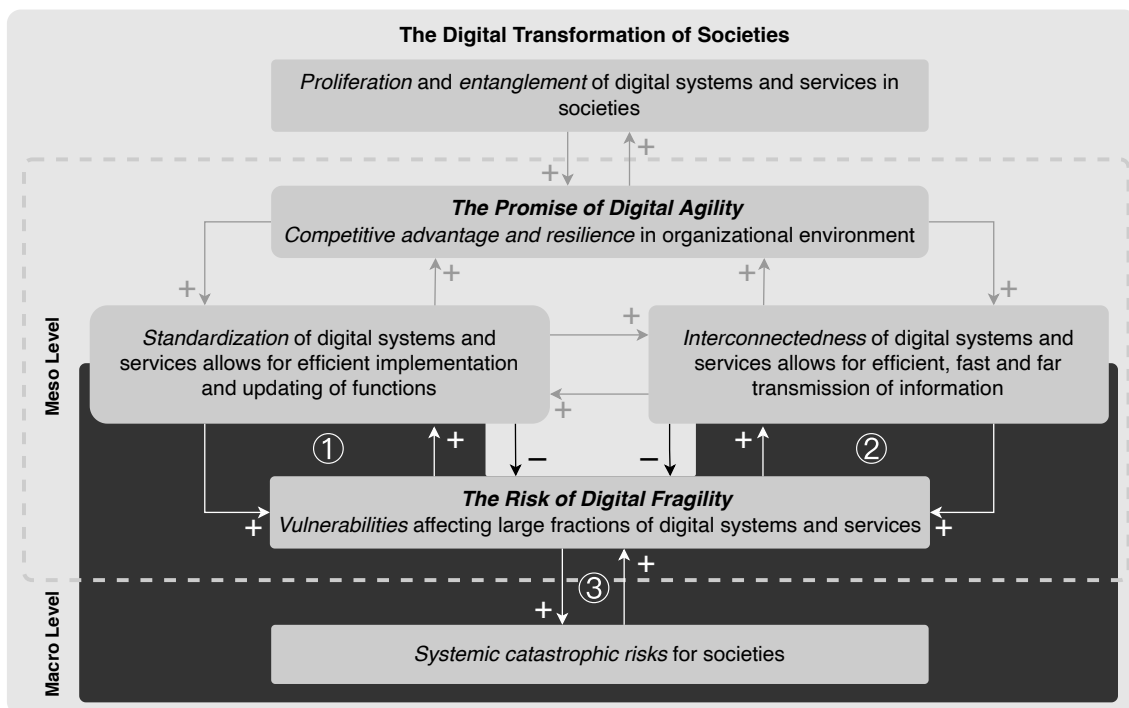 The Digital Transformation of Societies
Proliferation and entanglement of digital systems and services in
societies
+
+
The Promise of Digital Agility
Competitive advantage and resilience in organizational environment
+
+
+
+
Meso Level
Standardization of digital systems and
services allows for efficient implementation
and updating of functions
+
+
Interconnectedness of digital systems and
services allows for efficient, fast and far
transmission of information
①
+
–
–
+
②
The Risk of Digital Fragility
Vulnerabilities affecting large fractions of digital systems and services
+
+
+
③
+
Macro Level
Systemic catastrophic risks for societies